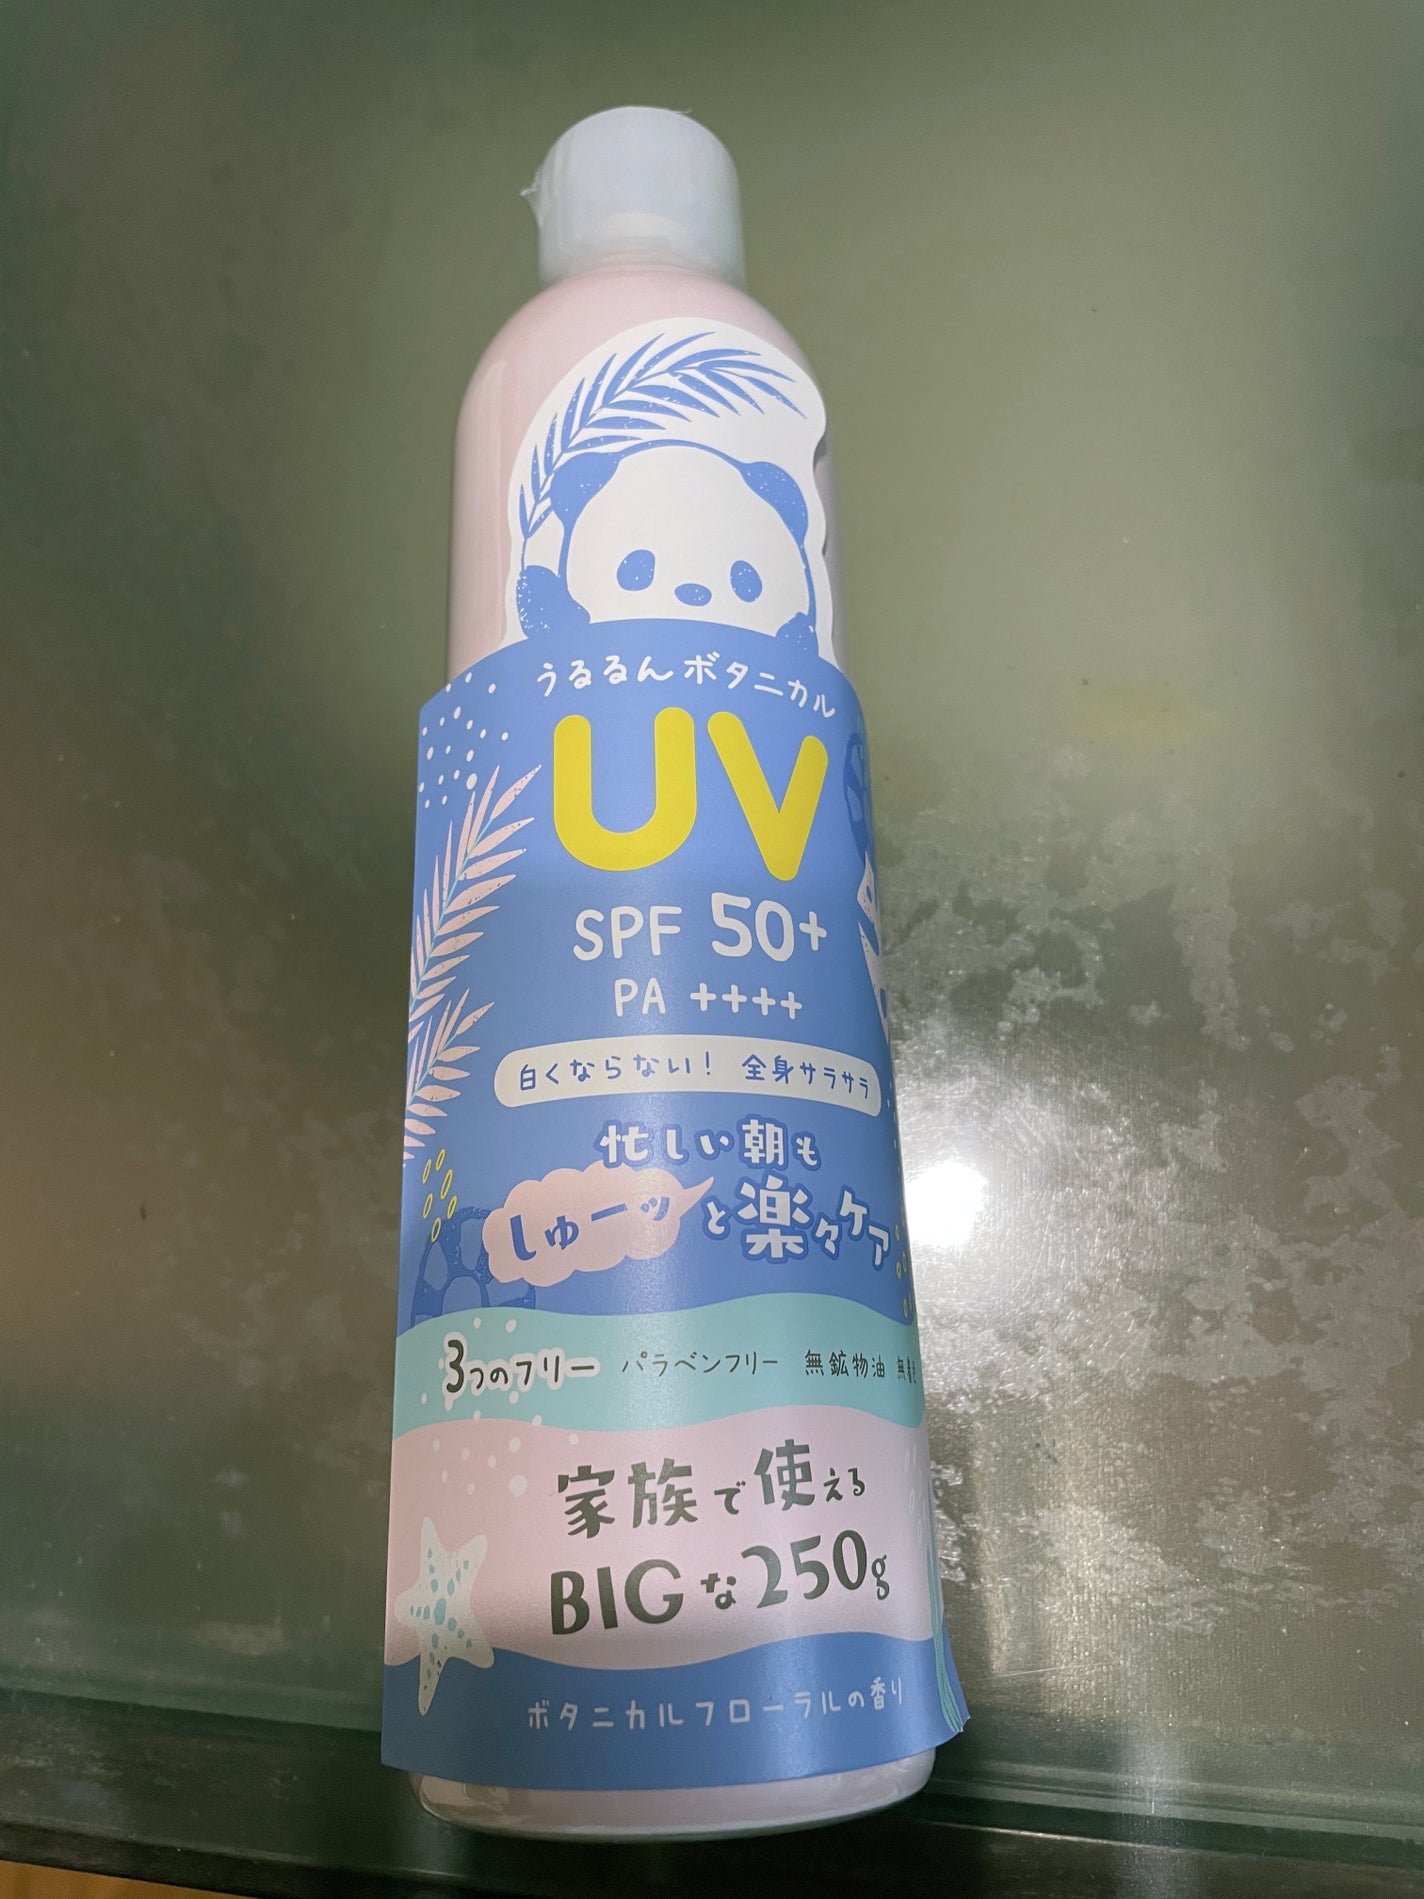 うるるんボタニカル
UV
SPF 50+
PA ++++
白くならない! 全身サラサラ
忙しい朝も
しゅーッと楽々ケア
3つのフリー パラベンフリー 無鉱物油
家族で使える
BIGな250g
ボタニカルフローラルの香り